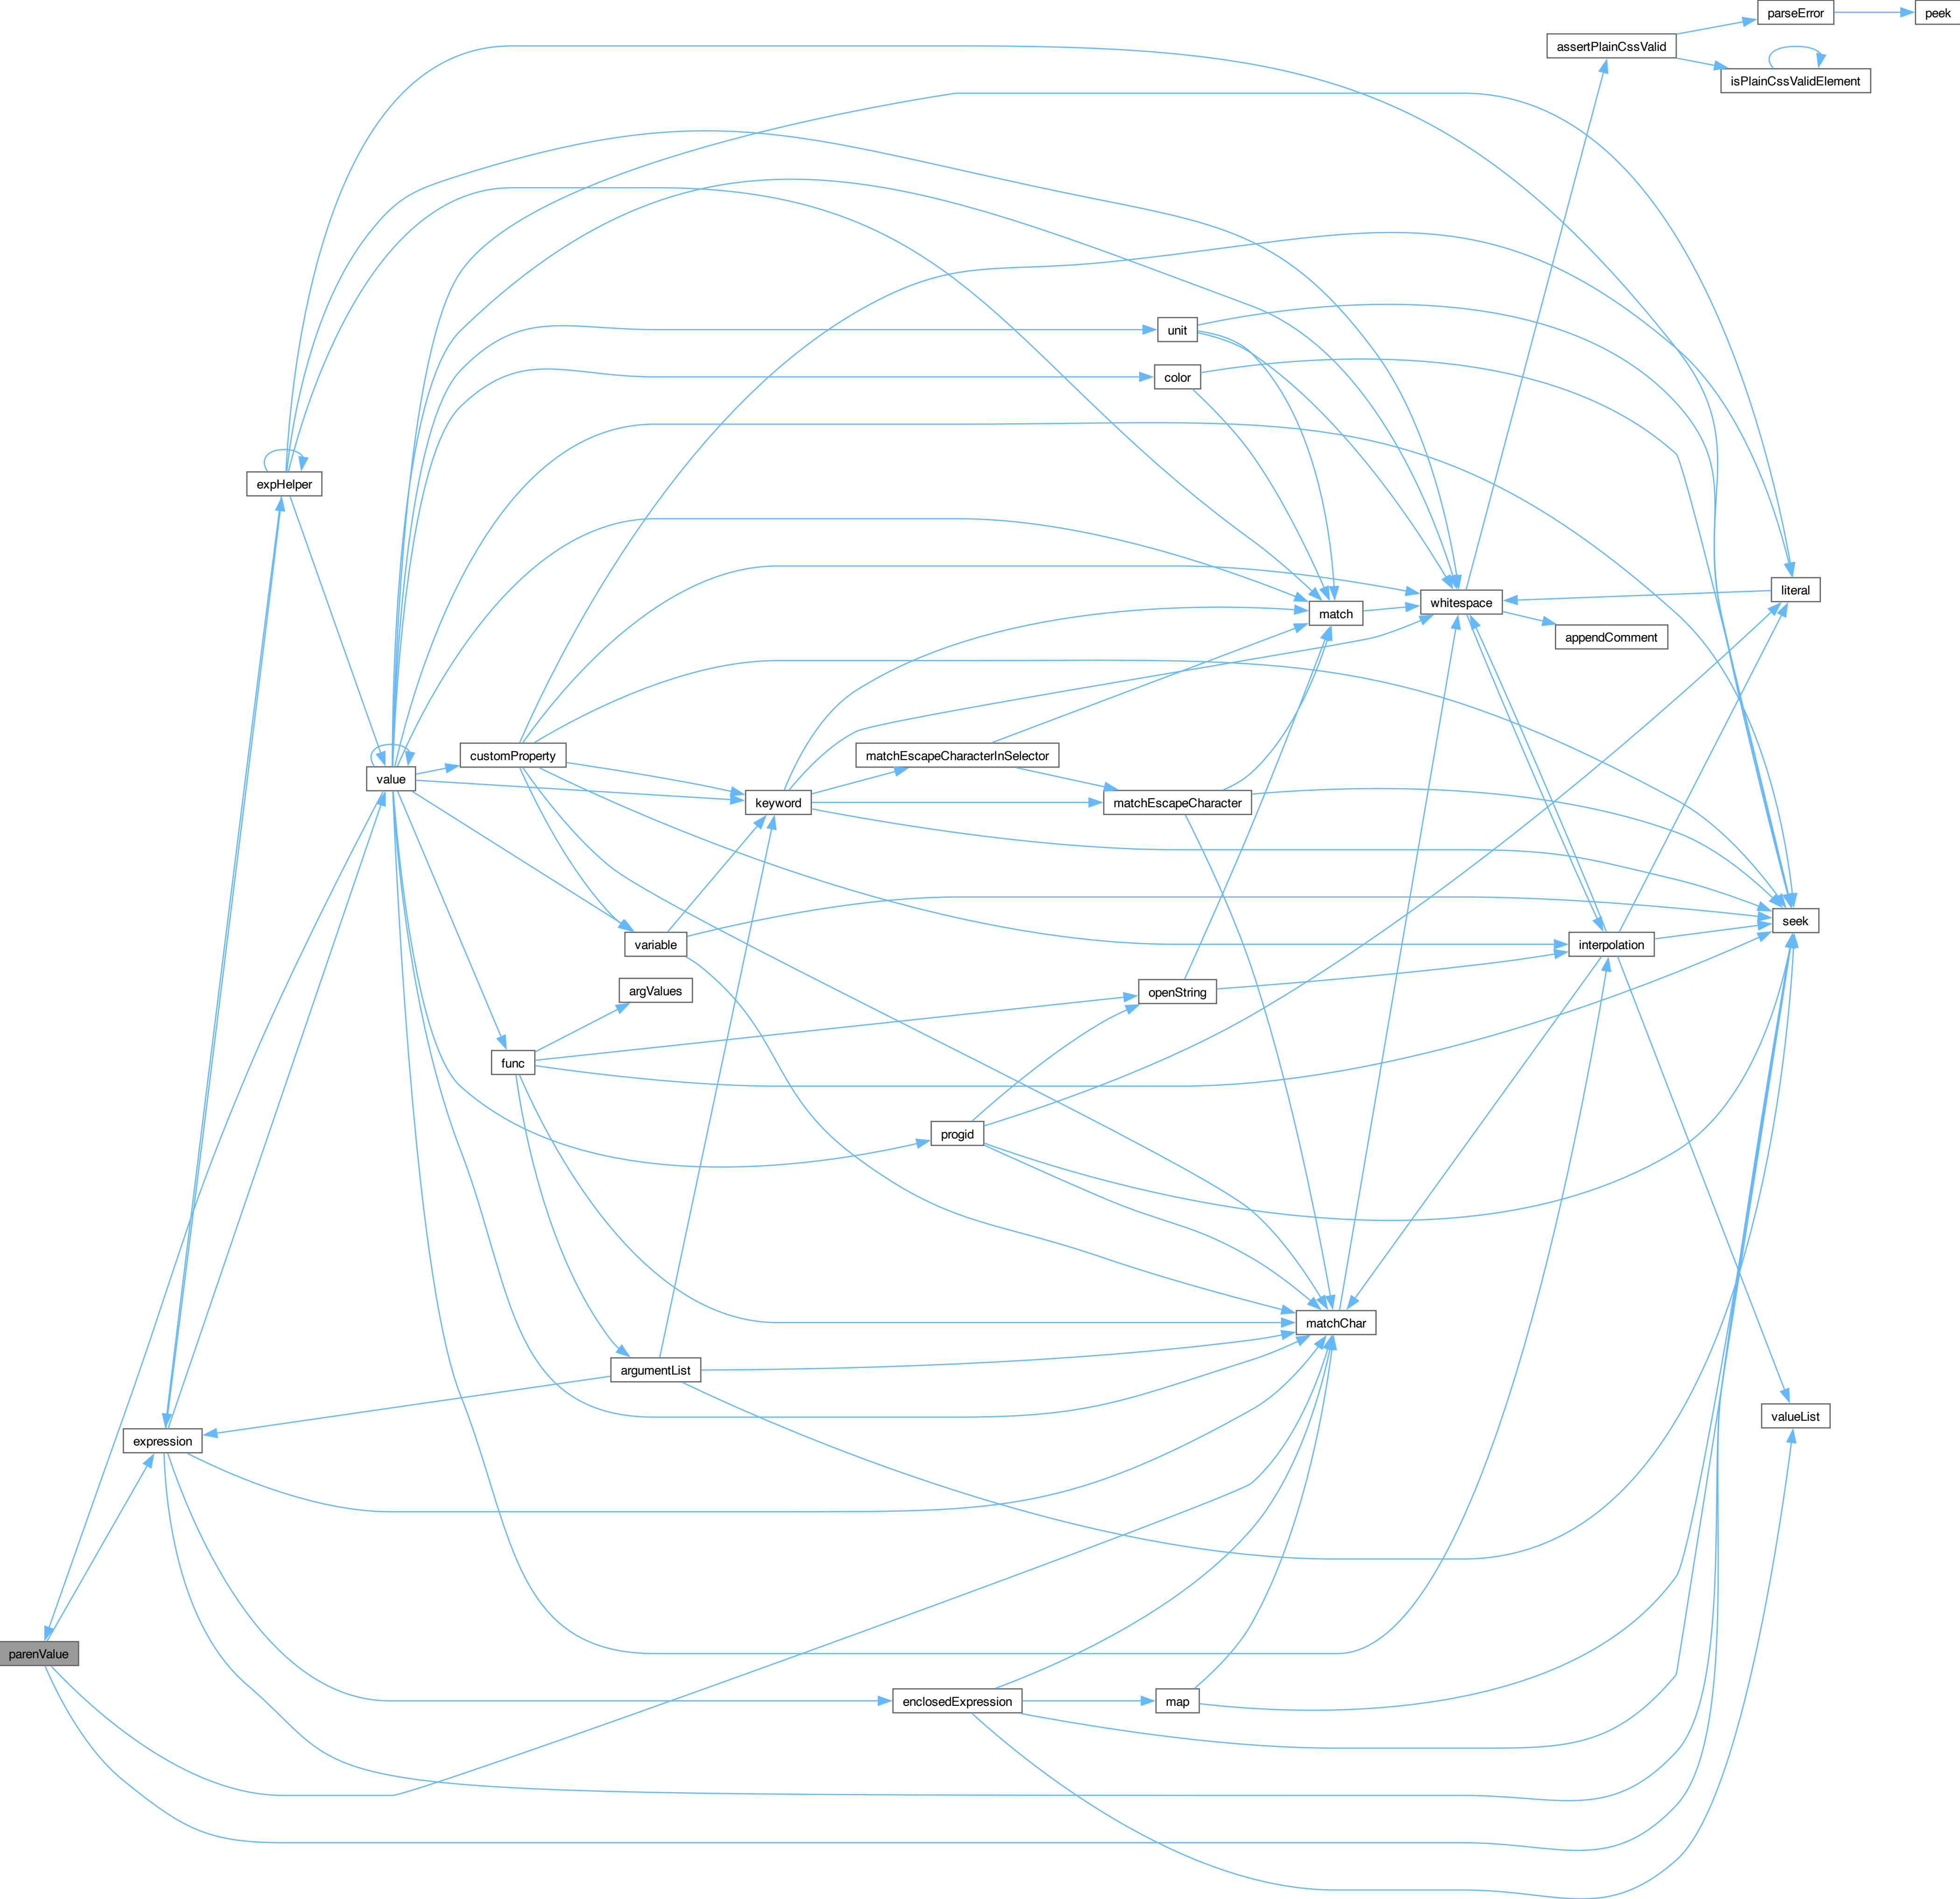 parseError
peek
assertPlainCssValid
isPlainCssValidElement
unit
color
expHelper
literal
whitespace
match
appendComment
customProperty
matchEscapeCharacterInSelector
value
keyword
matchEscapeCharacter
seek
variable
interpolation
argValues
openString
func
progid
matchChar
argumentList
valueList
expression
parenValue
enclosedExpression
map